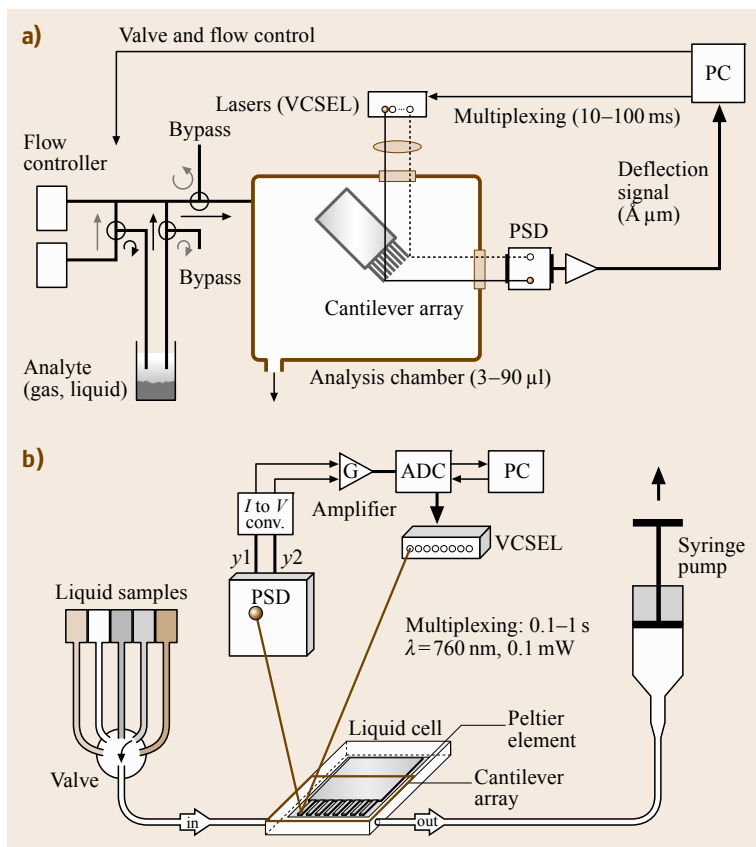 a)
Valve and flow control
PC
Lasers (VCSEL)
Multiplexing (10–100 ms)
Flow
controller
Bypass
Deflection
signal
(Å µm)
PSD
Bypass
Cantilever array
Analyte
(gas, liquid)
Analysis chamber (3–90 µl)
b)
G
ADC
PC
Amplifier
I to V
conv.
VCSEL
y1
y2
Syringe
pump
Liquid samples
PSD
Multiplexing: 0.1–1 s
λ = 760 nm, 0.1 mW
Liquid cell
Peltier
element
Valve
Cantilever
array
in
out